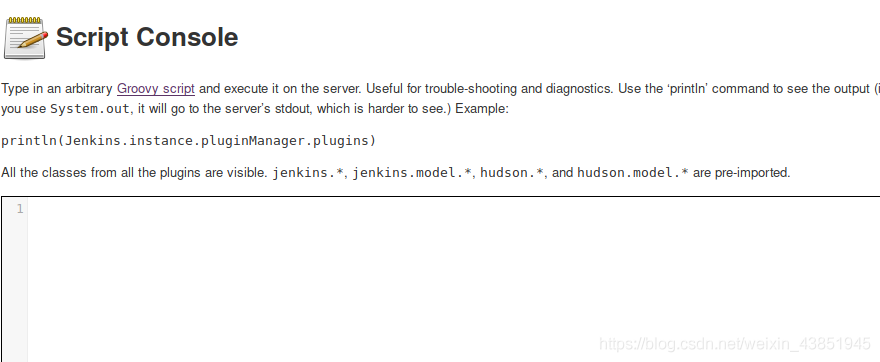 Script Console
Type in an arbitrary Groovy script and execute it on the server. Useful for trouble-shooting and diagnostics. Use the ‘println’ command to see the output (i
you use System.out, it will go to the server’s stdout, which is harder to see.) Example:
println(Jenkins.instance.pluginManager.plugins)
All the classes from all the plugins are visible. jenkins.*, jenkins.model.*, hudson.*, and hudson.model.* are pre-imported.
1
https://blog.csdn.net/weixin_43851945